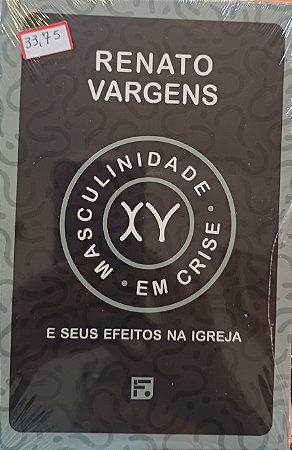 33,75
RENATO
VARGENS
MASCULINIDADE
XY
• EM CRISE •
E SEUS EFEITOS NA IGREJA
F.